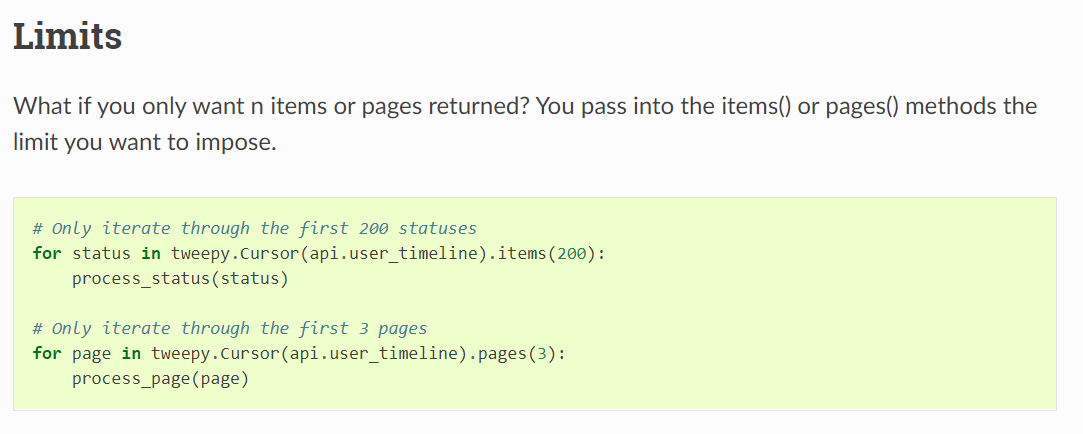 Limits
What if you only want n items or pages returned? You pass into the items() or pages() methods the
limit you want to impose.
# Only iterate through the first 200 statuses
for status in tweepy.Cursor(api.user_timeline).items(200):
    process_status(status)
# Only iterate through the first 3 pages
for page in tweepy.Cursor(api.user_timeline).pages(3):
    process_page(page)